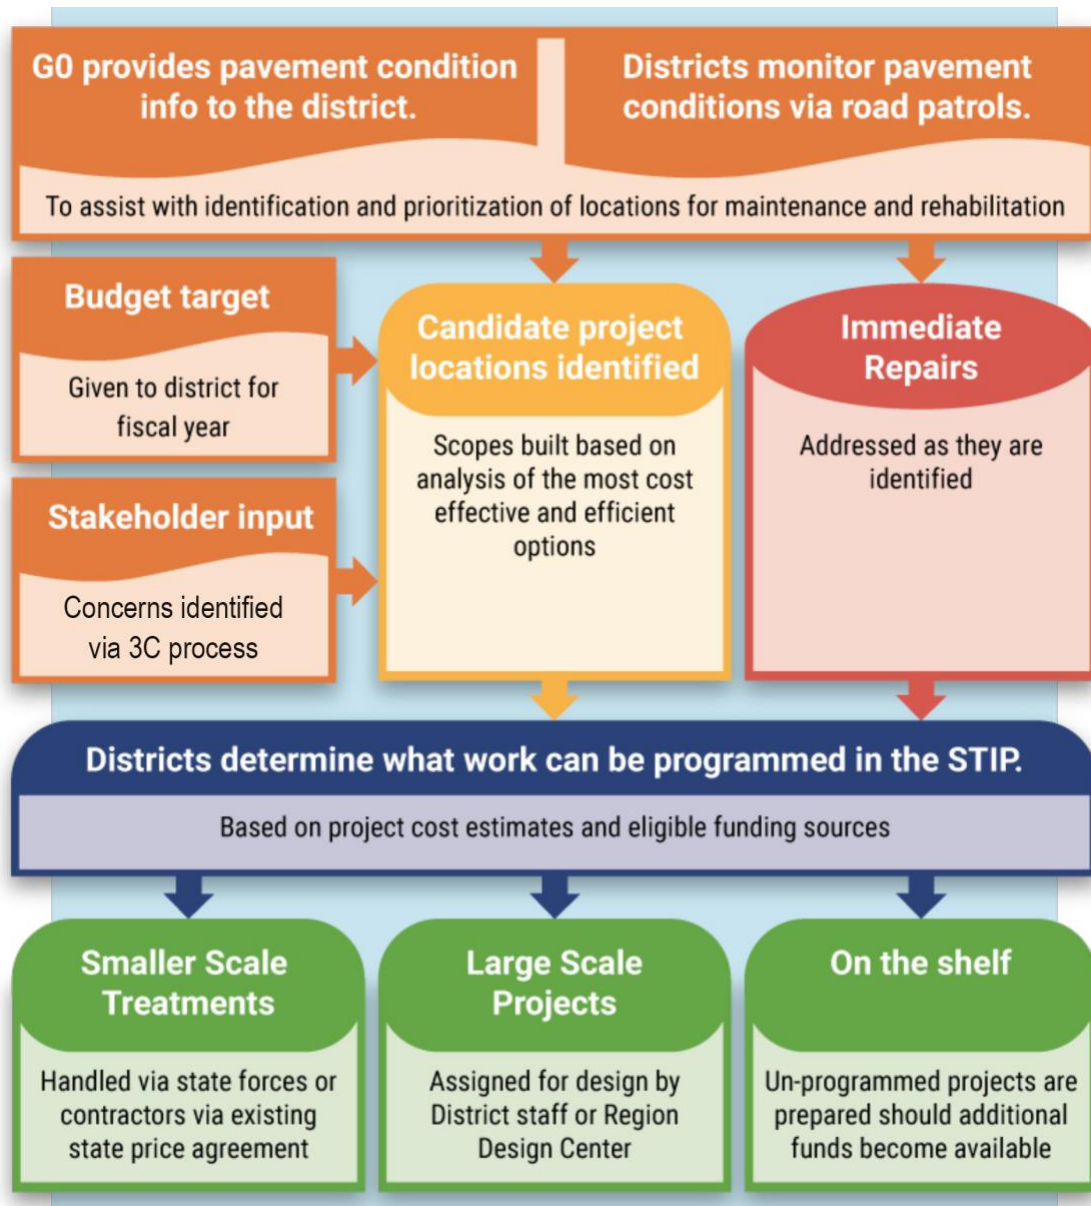 G0 provides pavement condition
info to the district.
Districts monitor pavement
conditions via road patrols.
To assist with identification and prioritization of locations for maintenance and rehabilitation
Budget target
Given to district for
fiscal year
Stakeholder input
Concerns identified
via 3C process
Candidate project
locations identified
Scopes built based on
analysis of the most cost
effective and efficient
options
Immediate
Repairs
Addressed as they are
identified
Districts determine what work can be programmed in the STIP.
Based on project cost estimates and eligible funding sources
Smaller Scale
Treatments
Handled via state forces or
contractors via existing
state price agreement
Large Scale
Projects
Assigned for design by
District staff or Region
Design Center
On the shelf
Un-programmed projects are
prepared should additional
funds become available